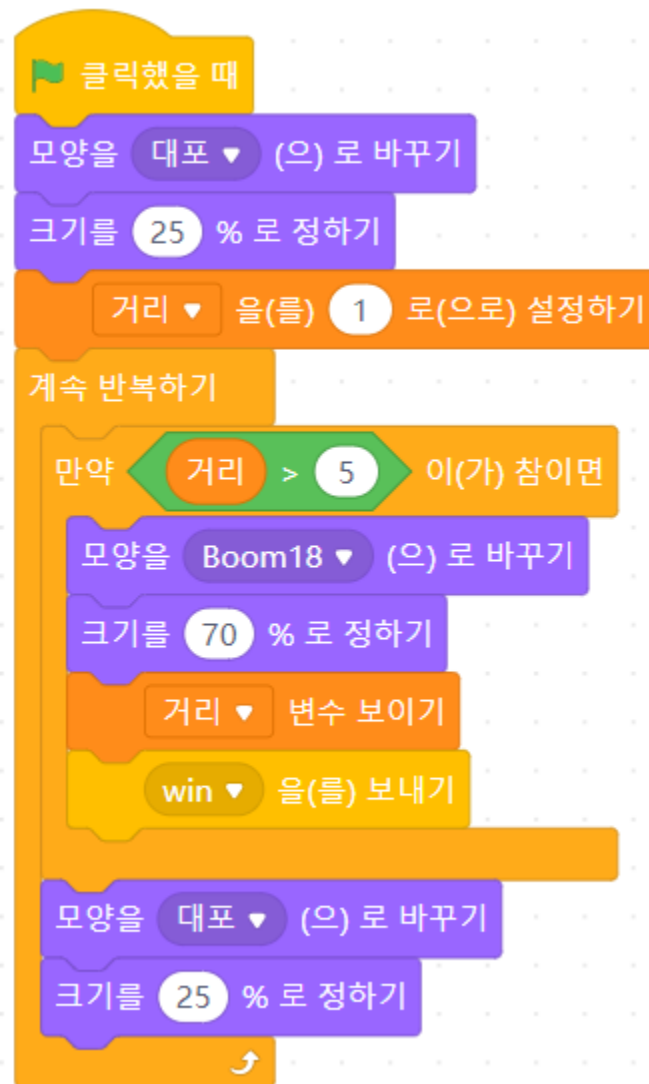 클릭했을 때
모양을 대포 (으) 로 바꾸기
크기를 25 % 로 정하기
거리 을(를) 1 로(으로) 설정하기
계속 반복하기
만약 거리 > 5 이(가) 참이면
모양을 Boom18 (으) 로 바꾸기
크기를 70 % 로 정하기
거리 변수 보이기
win 을(를) 보내기
모양을 대포 (으) 로 바꾸기
크기를 25 % 로 정하기